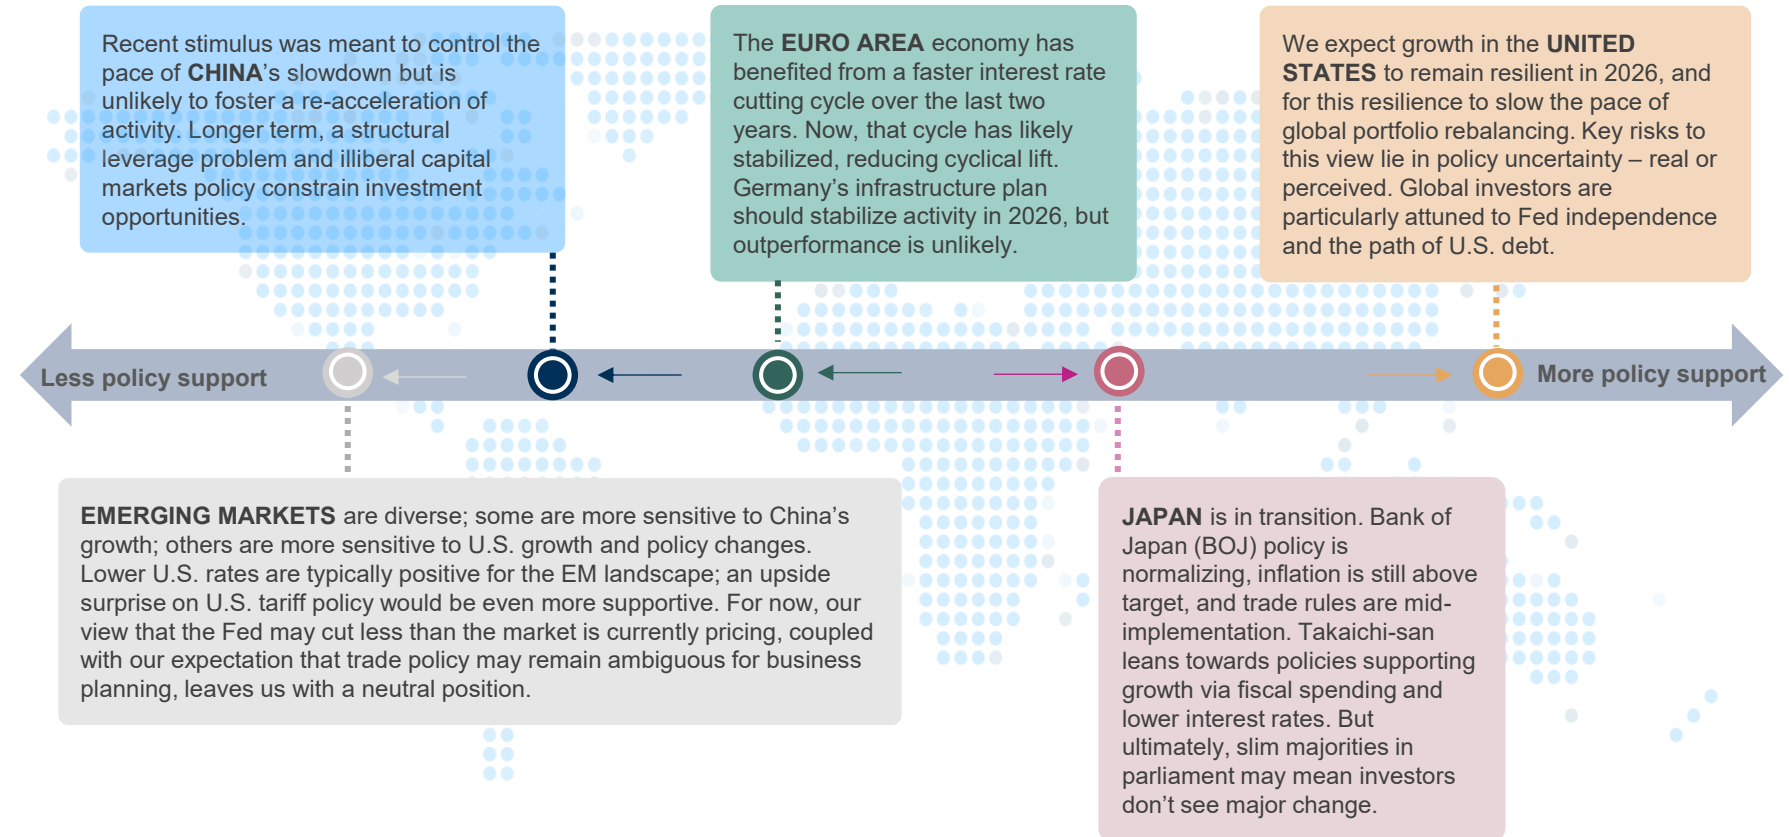 Recent stimulus was meant to control the
pace of CHINA's slowdown but is
unlikely to foster a re-acceleration of
activity. Longer term, a structural
leverage problem and illiberal capital
markets policy constrain investment
opportunities.
The EURO AREA economy has
benefited from a faster interest rate
cutting cycle over the last two
years. Now, that cycle has likely
stabilized, reducing cyclical lift.
Germany's infrastructure plan
should stabilize activity in 2026, but
outperformance is unlikely.
We expect growth in the UNITED
STATES to remain resilient in 2026, and
for this resilience to slow the pace of
global portfolio rebalancing. Key risks to
this view lie in policy uncertainty – real or
perceived. Global investors are
particularly attuned to Fed independence
and the path of U.S. debt.
Less policy support
More policy support
EMERGING MARKETS are diverse; some are more sensitive to China's
growth; others are more sensitive to U.S. growth and policy changes.
Lower U.S. rates are typically positive for the EM landscape; an upside
surprise on U.S. tariff policy would be even more supportive. For now, our
view that the Fed may cut less than the market is currently pricing, coupled
with our expectation that trade policy may remain ambiguous for business
planning, leaves us with a neutral position.
JAPAN is in transition. Bank of
Japan (BOJ) policy is
normalizing, inflation is still above
target, and trade rules are mid-
implementation. Takaichi-san
leans towards policies supporting
growth via fiscal spending and
lower interest rates. But
ultimately, slim majorities in
parliament may mean investors
don't see major change.